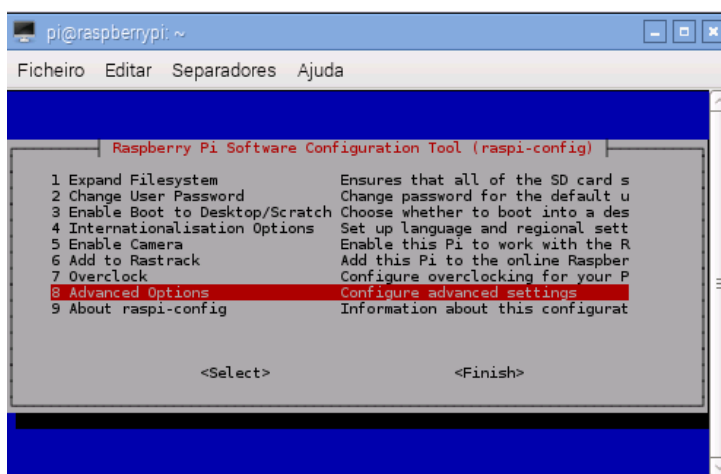 pi@raspberrypi: ~
Ficheiro Editar Separadores Ajuda
Raspberry Pi Software Configuration Tool (raspi-config)
1 Expand Filesystem Ensures that all of the SD card s
2 Change User Password Change password for the default u
3 Enable Boot to Desktop/Scratch Choose whether to boot into a des
4 Internationalisation Options Set up language and regional sett
5 Enable Camera Enable this Pi to work with the R
6 Add to Rastrack Add this Pi to the online Raspber
7 Overclock Configure overclocking for your P
8 Advanced Options Configure advanced settings
9 About raspi-config Information about this configurat
<Select> <Finish>